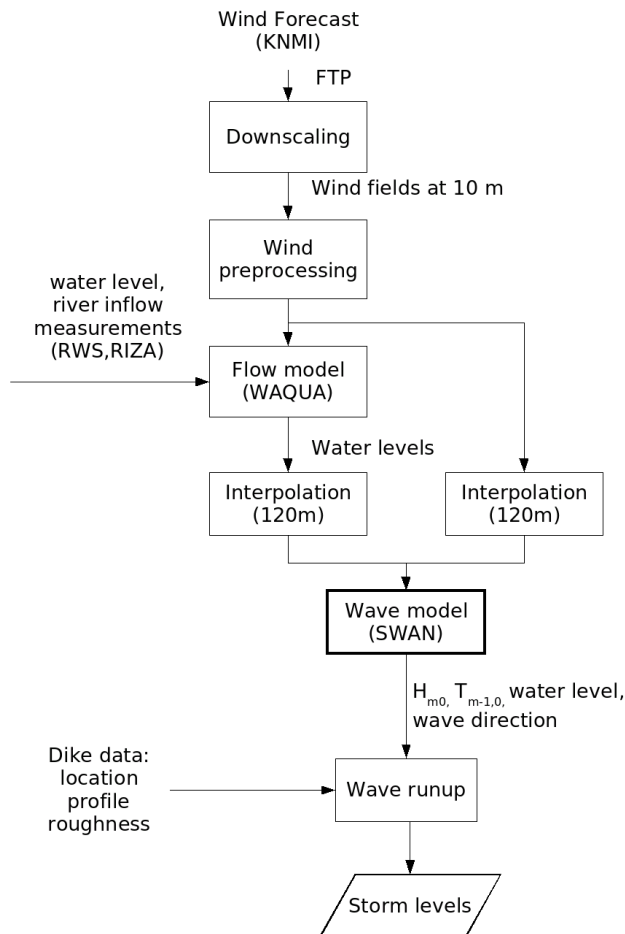 Wind Forecast
(KNMI)
FTP
Downscaling
Wind fields at 10 m
Wind
preprocessing
water level,
river inflow
measurements
(RWS,RIZA)
Flow model
(WAQUA)
Water levels
Interpolation
(120m)
Interpolation
(120m)
Wave model
(SWAN)
Hm0, Tm-1,0, water level,
wave direction
Dike data:
location
profile
roughness
Wave runup
Storm levels